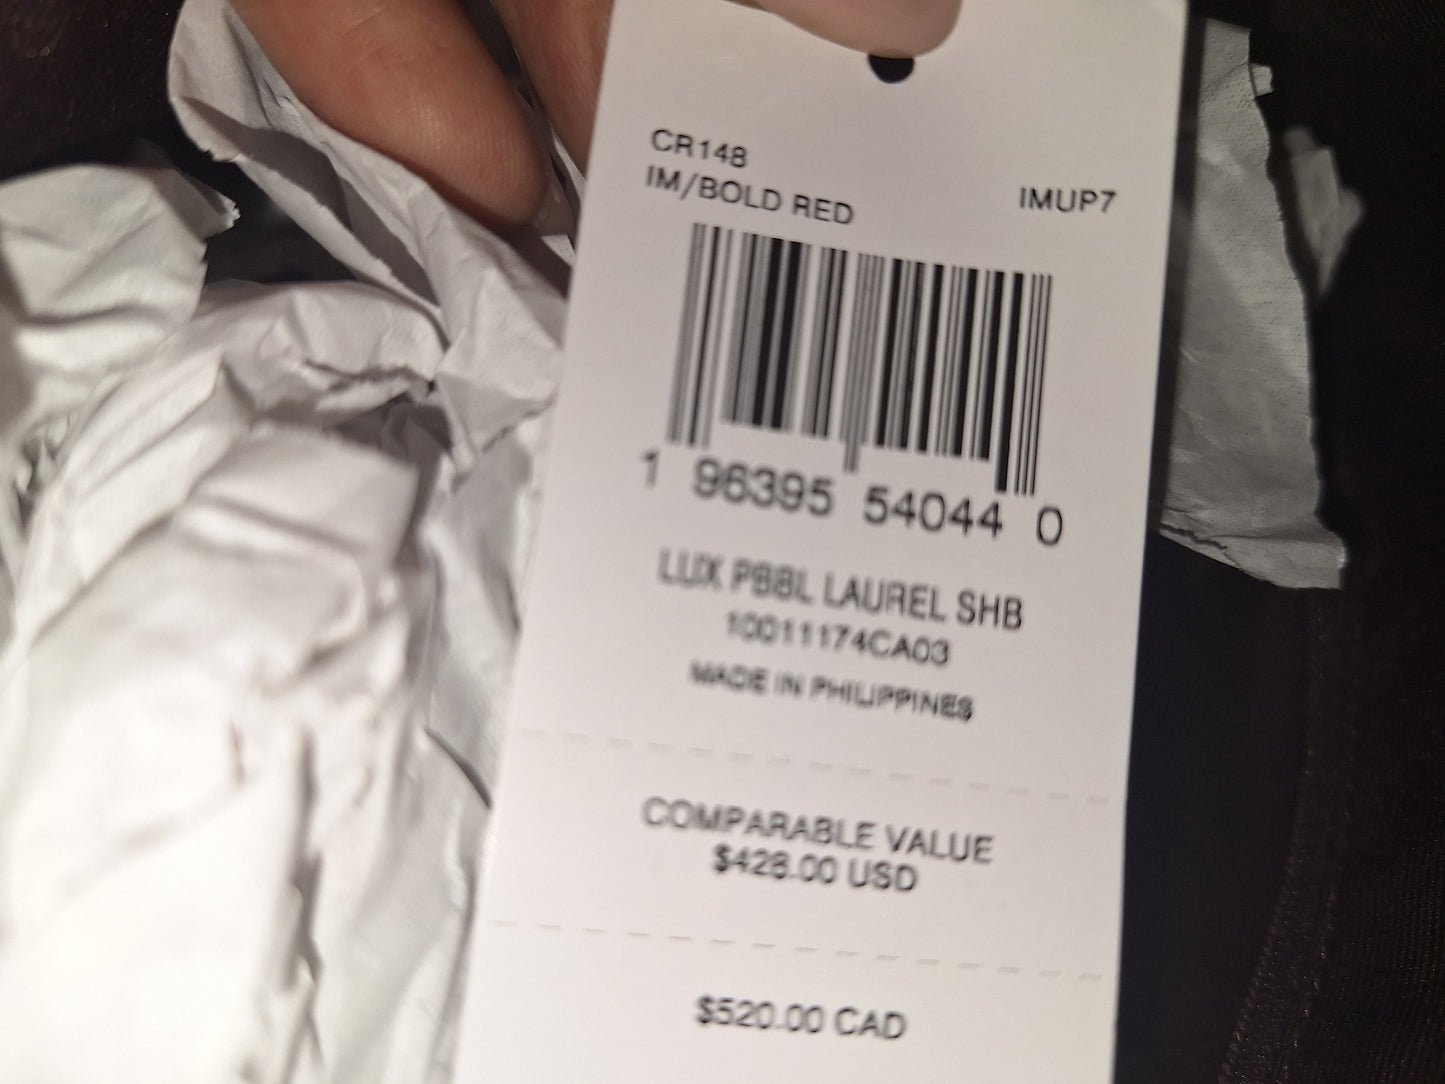 CR148
IM/BOLD RED
IMUP7
1 96395 54044 0
LUX PBBL LAUREL SHB
10011174CA03
MADE IN PHILIPPINES
COMPARABLE VALUE
$428.00 USD
$520.00 CAD